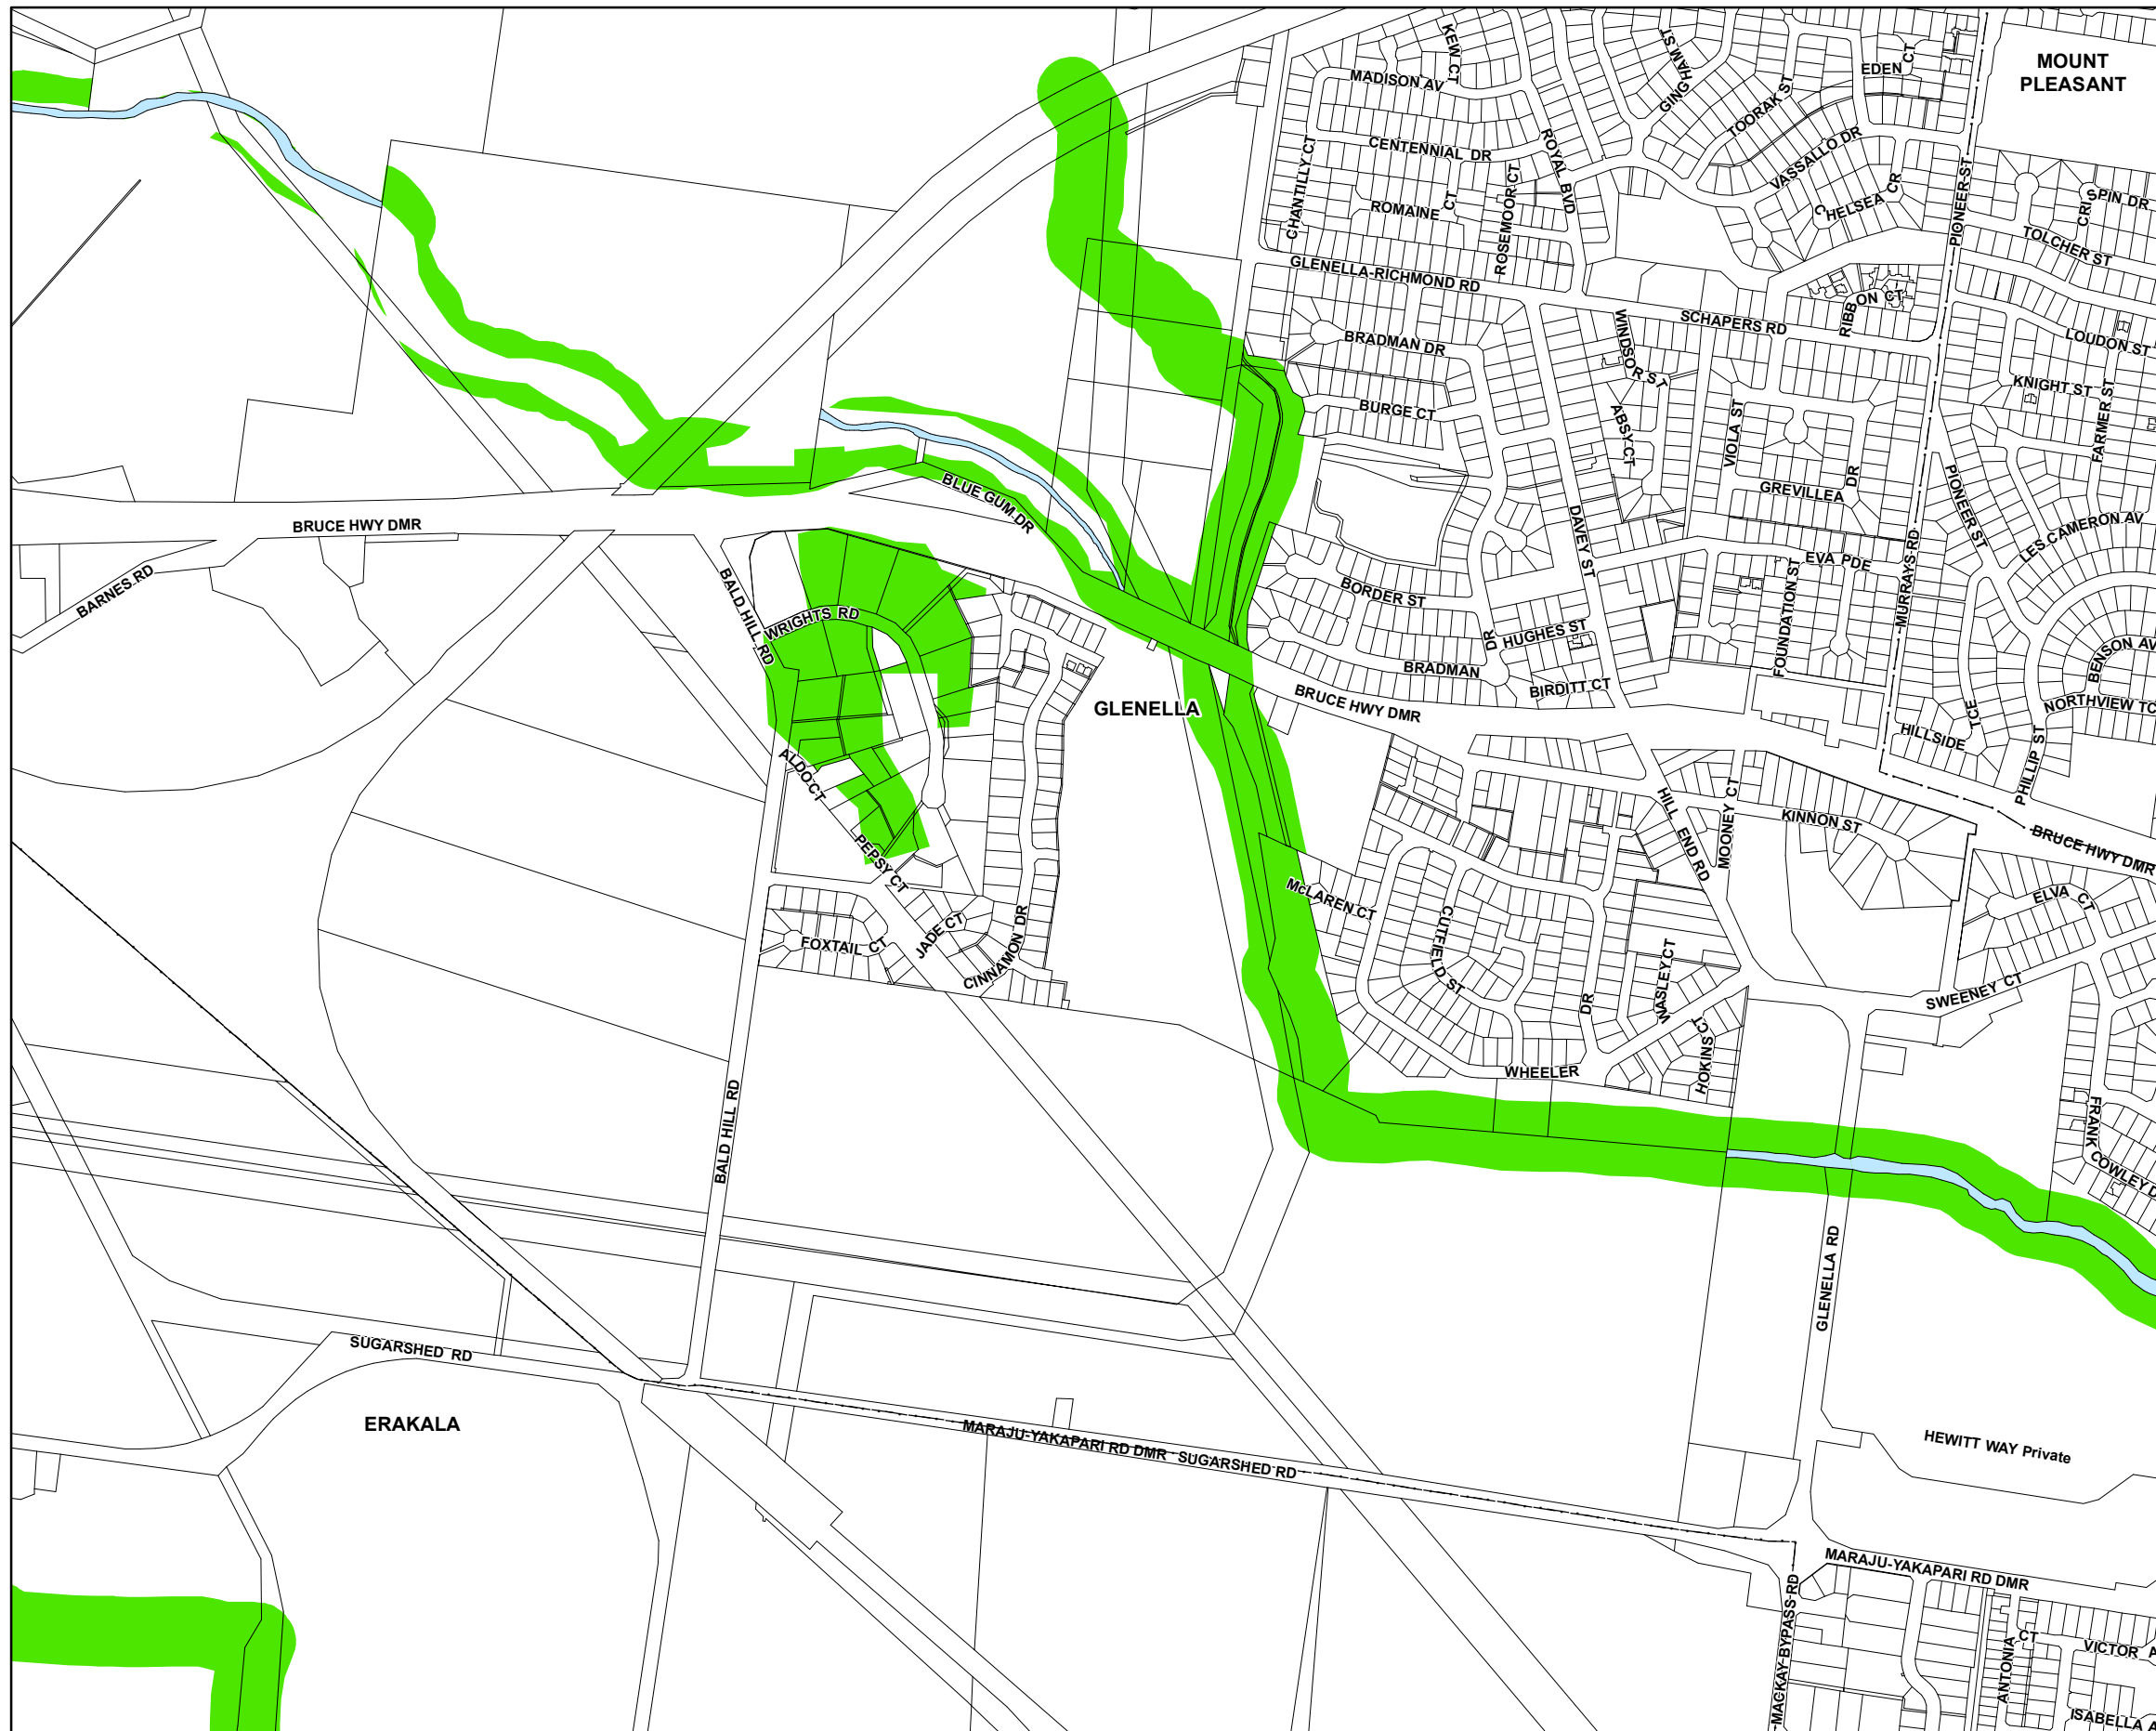 MOUNT
PLEASANT
KEW CT
MADISON AV
GINGHAM ST
EDEN CT
TOORAK ST
CENTENNIAL DR
ROYAL BVD
VASSALLO DR
CHANTILLY CT
ROMAINE CT
ROSEMOOR CT
CHELSEA CR
PIONEER ST
SPIN DR
CRI
TOLCHER ST
GLENELLA-RICHMOND RD
RIBBON CT
SCHAPERS RD
WINDSOR ST
BRADMAN DR
LOUDON ST
KNIGHT ST
FARMER ST
BURGE CT
ABSY CT
VIOLA ST
GREVILLEA DR
PIONEER ST
BLUE GUM DR
BRUCE HWY DMR
DAVEY ST
LES CAMERON AV
EVA PDE
MURRAYS RD
BARNES RD
BALD HILL RD
WRIGHTS RD
BORDER ST
FOUNDATION ST
HUGHES ST
BRADMAN DR
BIRDITT CT
BENSON AV
NORTHVIEW TC
GLENELLA
BRUCE HWY DMR
HILLSIDE TCE
PHILLIP ST
ALDO CT
HILL END RD
MOONEY CT
KINNON ST
BRUCE HWY DMR
PEPSY CT
McLAREN CT
CUTFIELD ST
ELVA CT
FOXTAIL CT
JADE CT
CINNAMON DR
WASLEY CT
SWEENEY CT
WHEELER DR
HOKINS CT
BALD HILL RD
FRANK COWLEY D
GLENELLA RD
SUGARSHED RD
ERAKALA
MARAJU-YAKAPARI RD DMR - SUGARSHED RD
HEWITT WAY Private
MARAJU-YAKAPARI RD DMR
MACKAY-BYPASS-RD
ANTONIA CT
VICTOR A
ISABELLA A